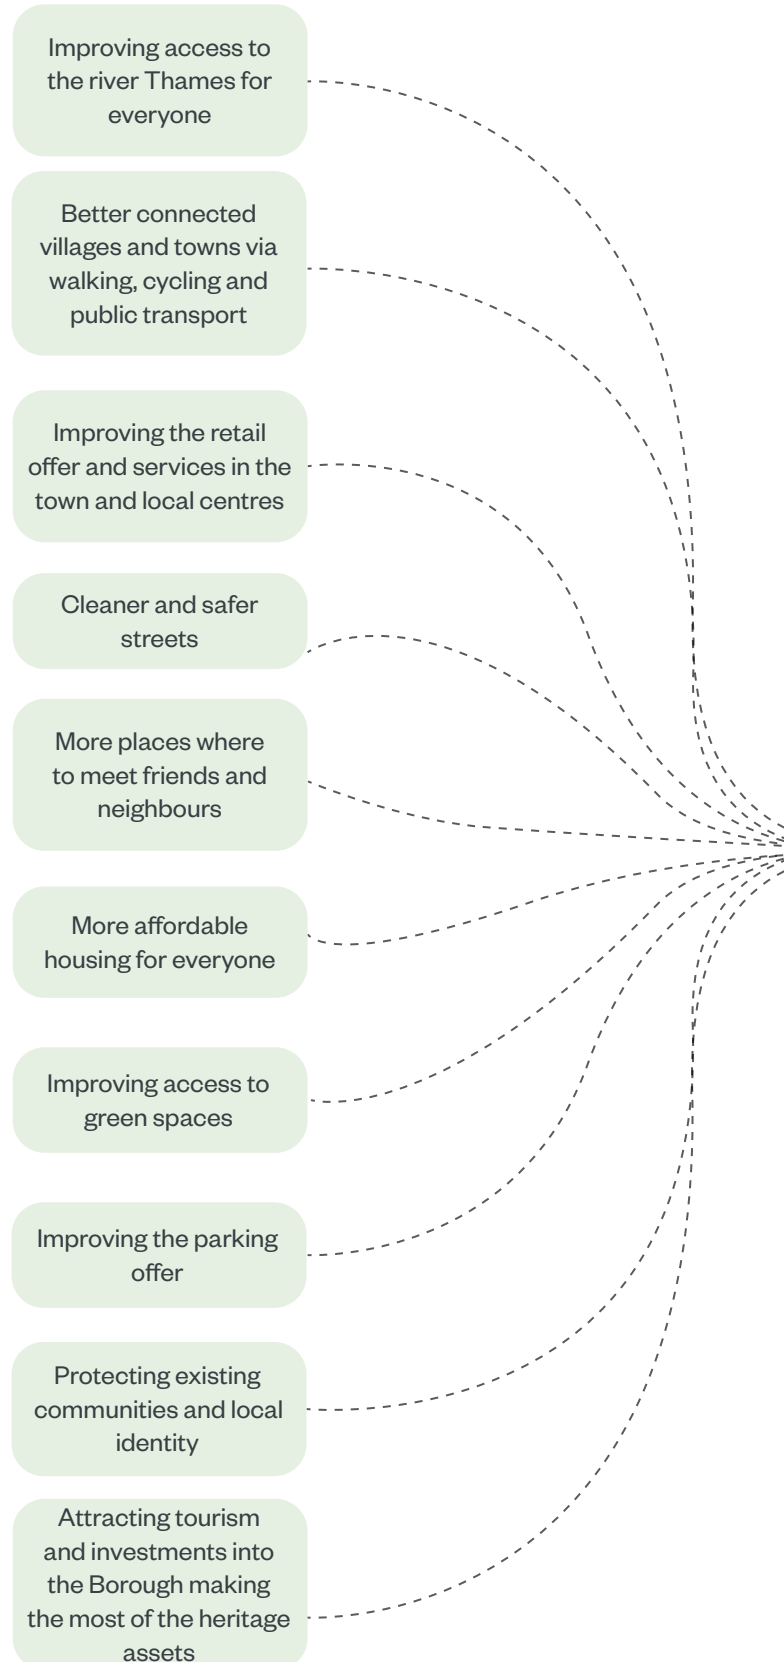 Improving access to
the river Thames for
everyone
Better connected
villages and towns via
walking, cycling and
public transport
Improving the retail
offer and services in the
town and local centres
Cleaner and safer
streets
More places where
to meet friends and
neighbours
More affordable
housing for everyone
Improving access to
green spaces
Improving the parking
offer
Protecting existing
communities and local
identity
Attracting tourism
and investments into
the Borough making
the most of the heritage
assets